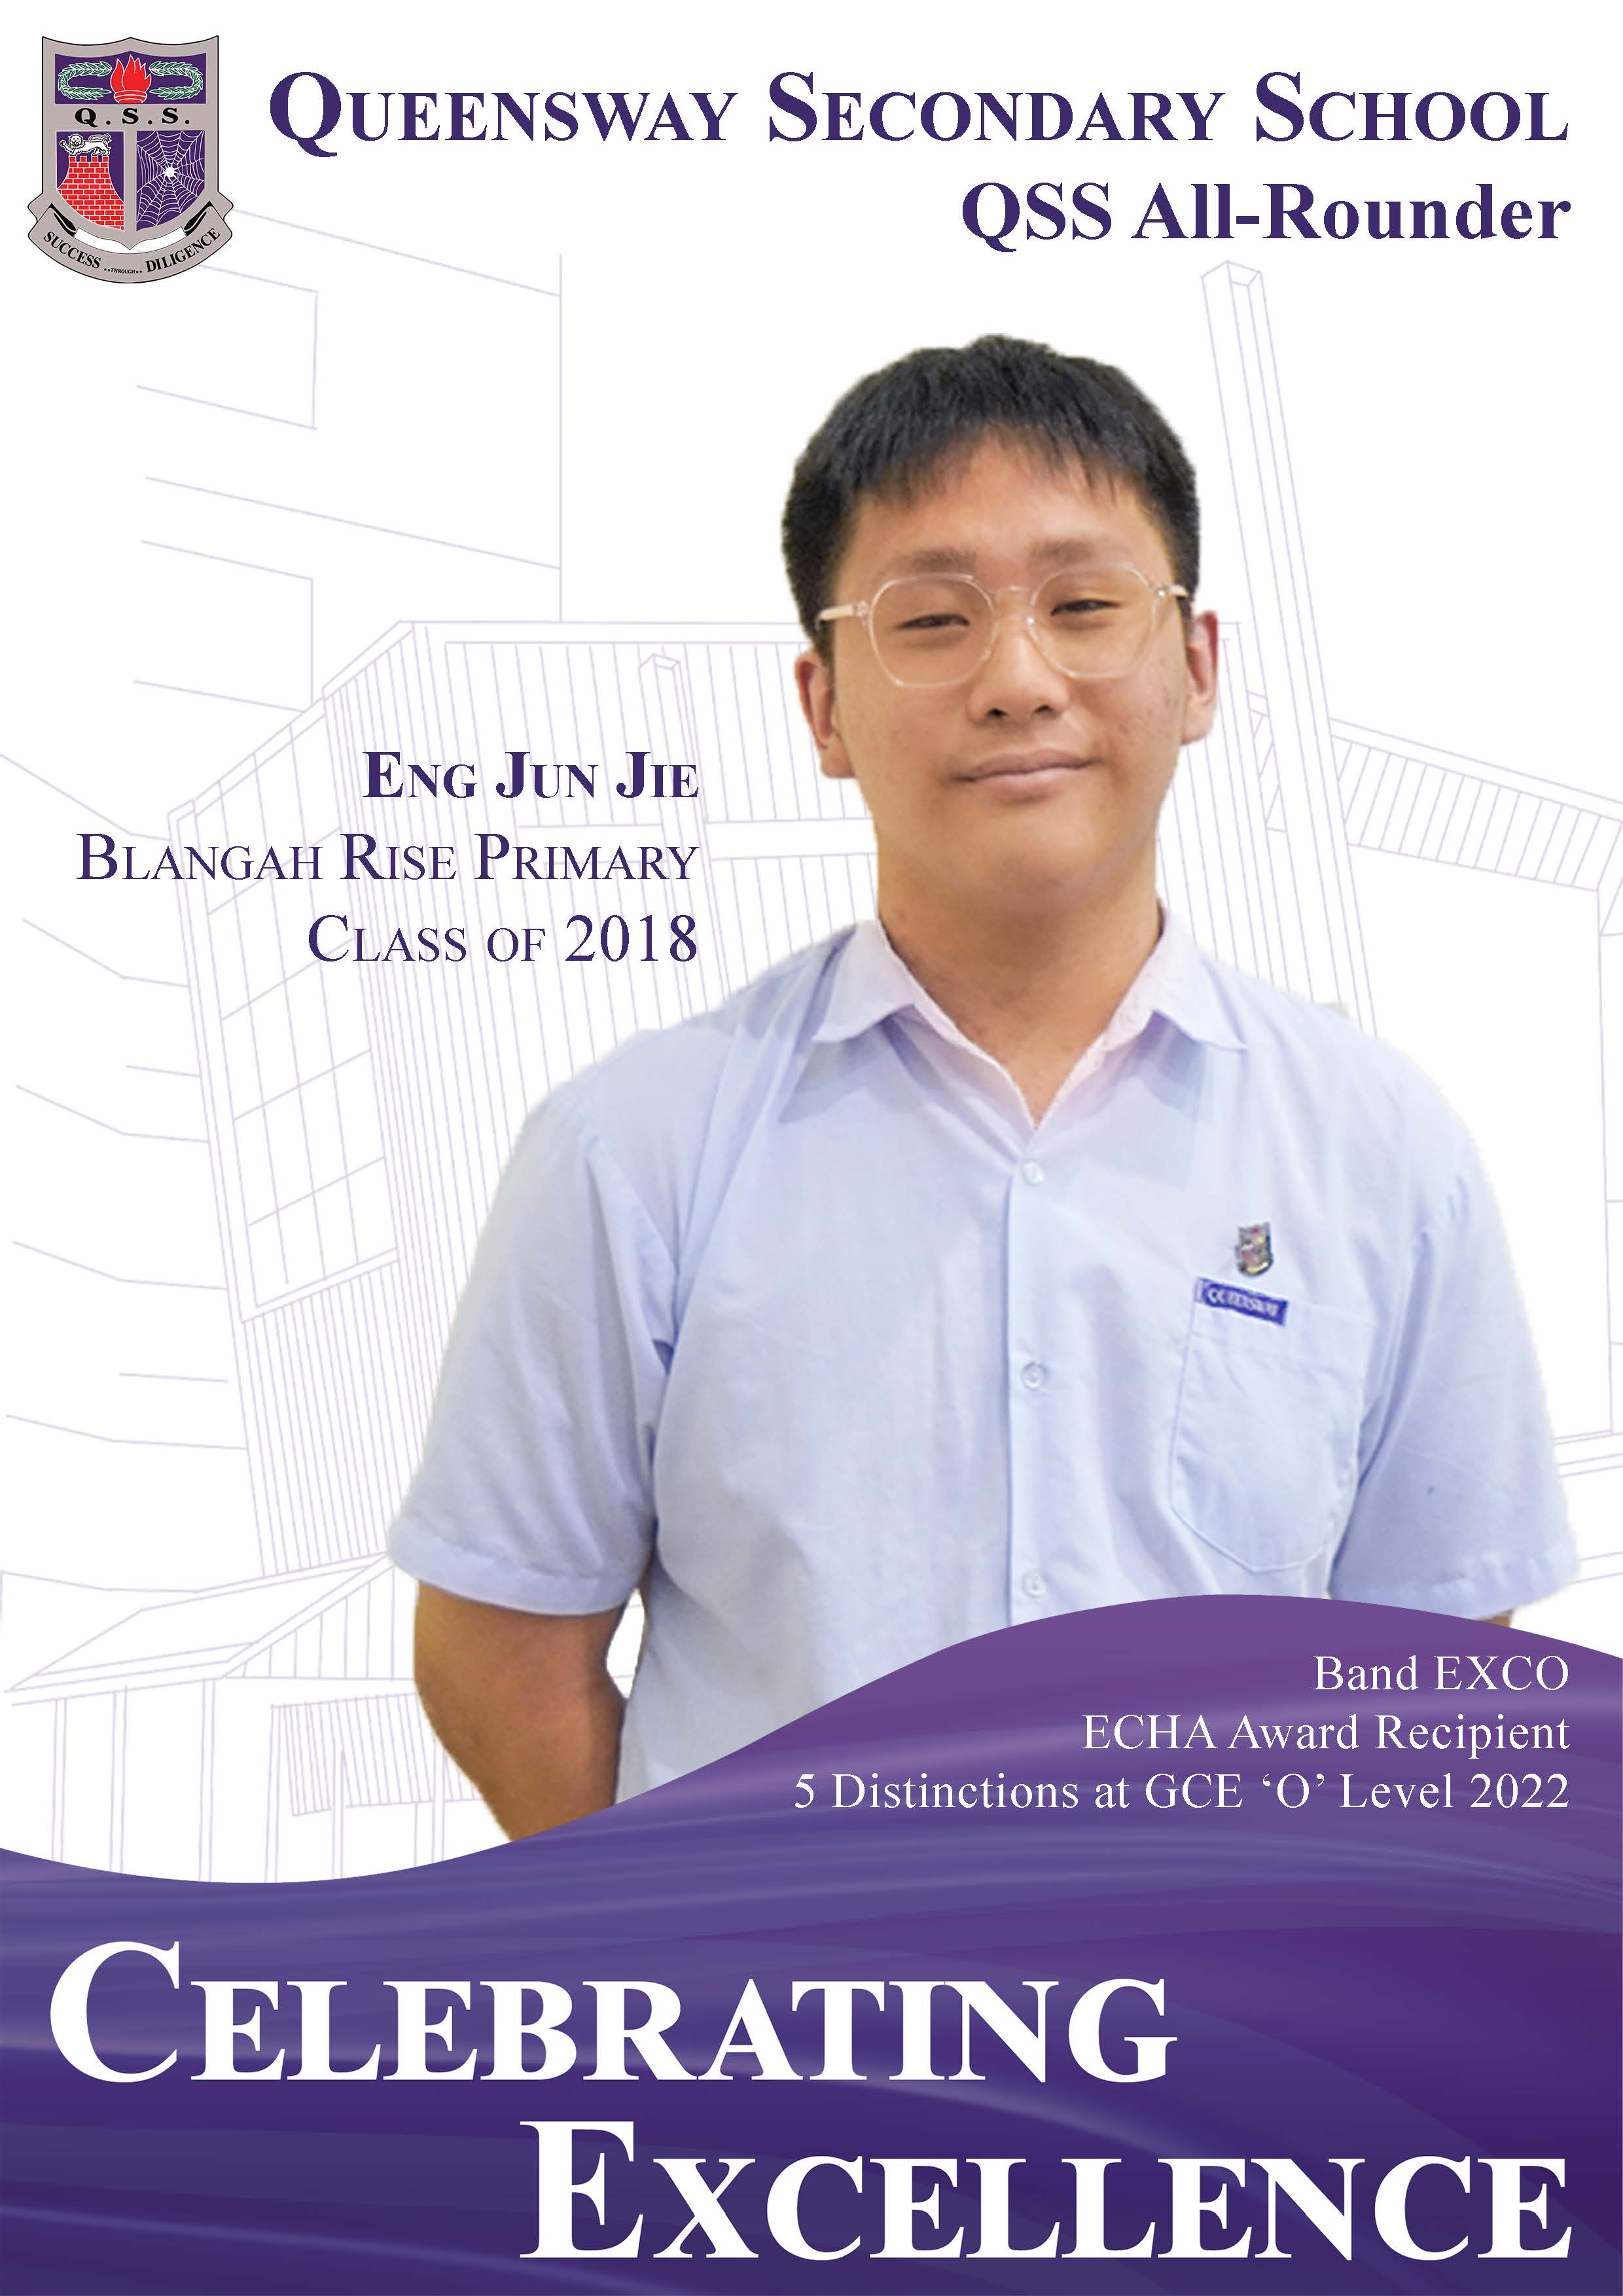 Q.S.S.
SUCCESS ..THROUGH.. DILIGENCE
QUEENSWAY SECONDARY SCHOOL
QSS All-Rounder
ENG JUN JIE
BLANGAH RISE PRIMARY
CLASS OF 2018
QUEENSWAY
Band EXCO
ECHA Award Recipient
5 Distinctions at GCE ‘O’ Level 2022
CELEBRATING
EXCELLENCE